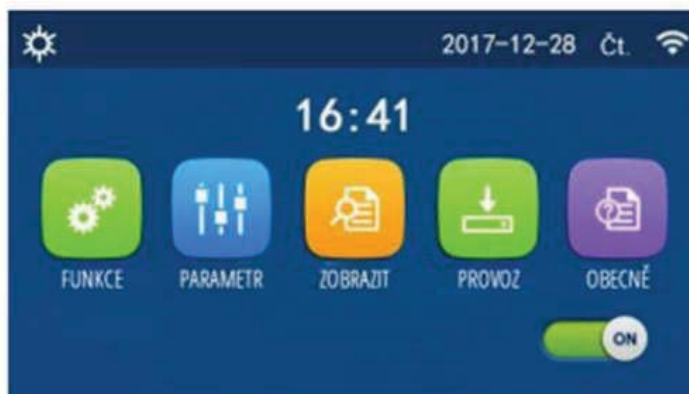 2017-12-28 Čt.
16:41
FUNKCE PARAMETR ZOBRAZIT PROVOZ OBECNĚ
ON